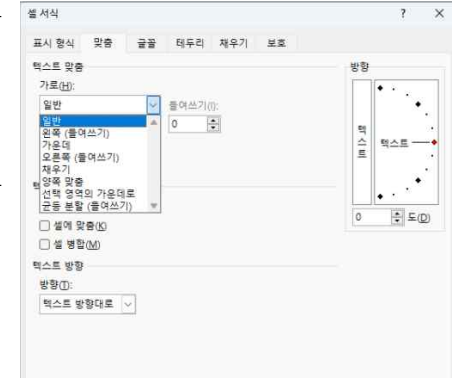 셀 서식 ? ×
표시 형식 맞춤 글꼴 테두리 채우기 보호
텍스트 맞춤
가로(H):
일반
들여쓰기(I):
0
일반
왼쪽 (들여쓰기)
가운데
오른쪽 (들여쓰기)
채우기
양쪽 맞춤
선택 영역의 가운데로
균등 분할 (들여쓰기)
셀에 맞춤(K)
셀 병합(M)
텍스트 방향
방향(T):
텍스트 방향대로
방향
텍스트
텍스트
0 도(D)